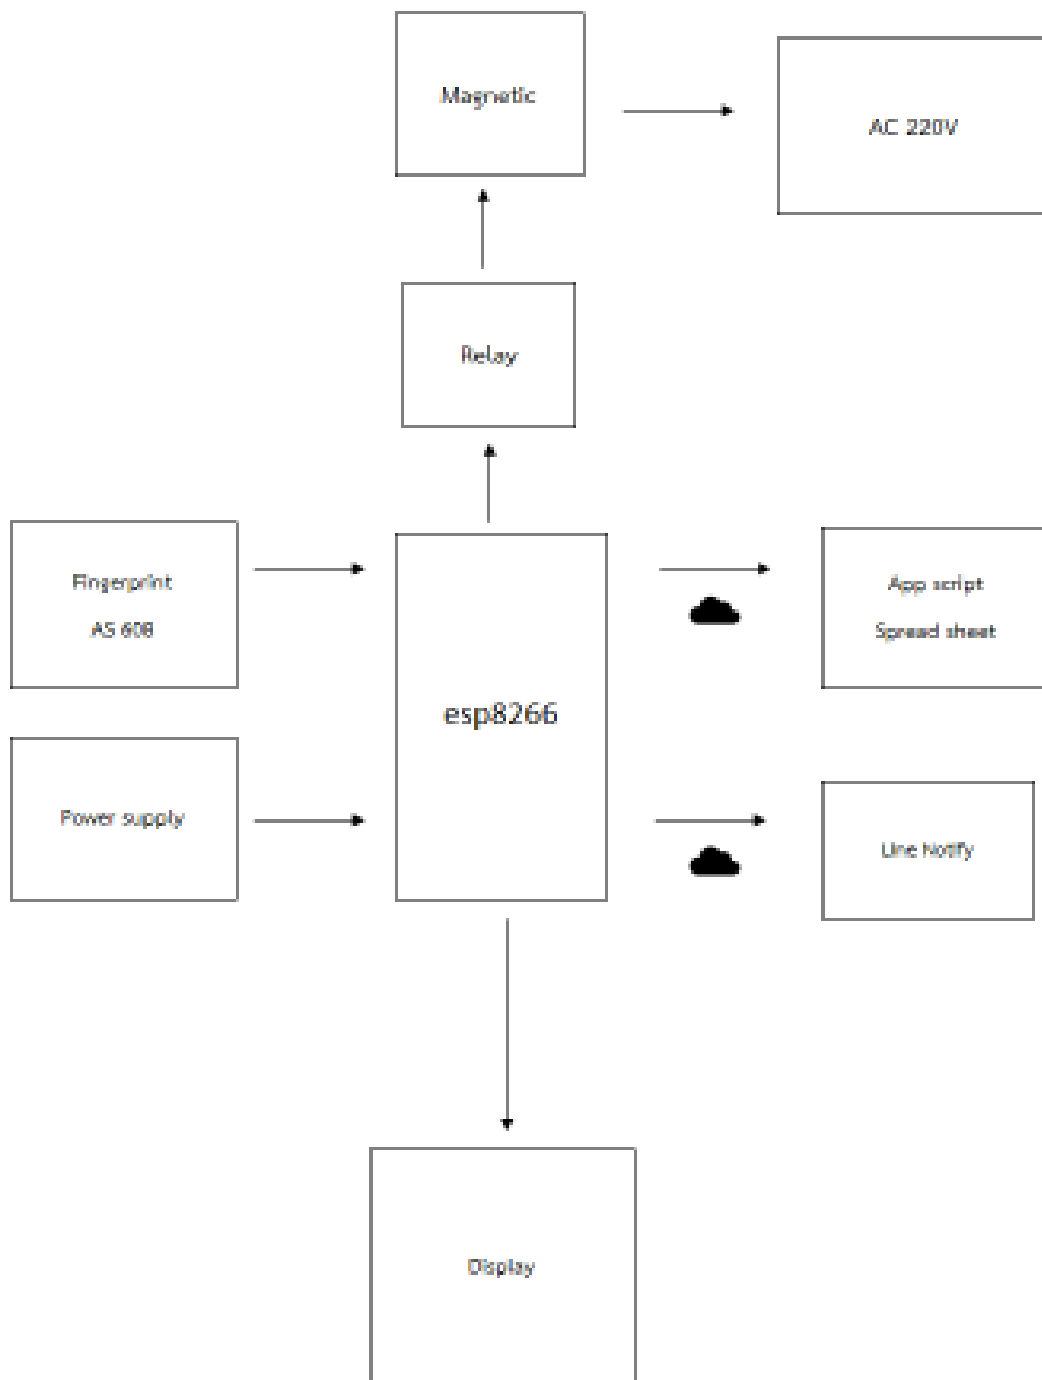 Magnetic
AC 220V
Relay
Fingerprint
AS 608
App script
Spread sheet
esp8266
Power supply
Line Notify
Display